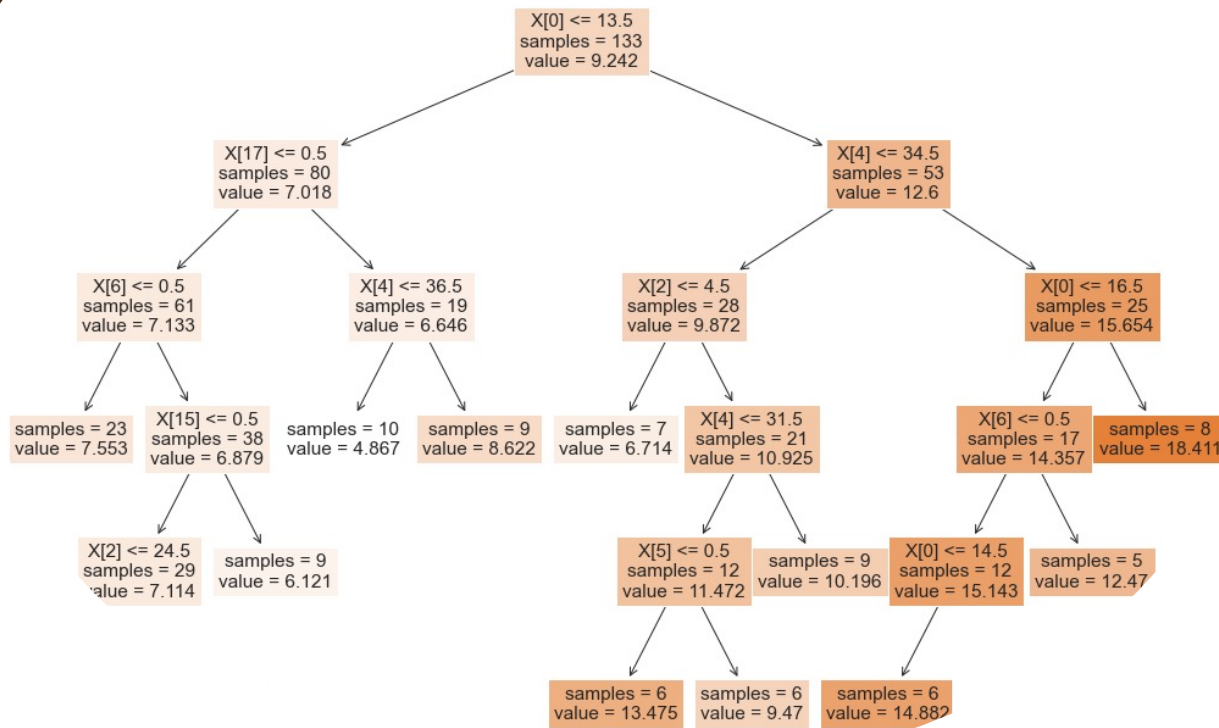 X[0] <= 13.5
samples = 133
value = 9.242
X[17] <= 0.5
samples = 80
value = 7.018
X[4] <= 34.5
samples = 53
value = 12.6
X[6] <= 0.5
samples = 61
value = 7.133
X[4] <= 36.5
samples = 19
value = 6.646
X[2] <= 4.5
samples = 28
value = 9.872
X[0] <= 16.5
samples = 25
value = 15.654
samples = 23
value = 7.553
X[15] <= 0.5
samples = 38
value = 6.879
samples = 10
value = 4.867
samples = 9
value = 8.622
samples = 7
value = 6.714
X[4] <= 31.5
samples = 21
value = 10.925
X[6] <= 0.5
samples = 17
value = 14.357
samples = 8
value = 18.411
X[2] <= 24.5
samples = 29
value = 7.114
samples = 9
value = 6.121
X[5] <= 0.5
samples = 12
value = 11.472
samples = 9
value = 10.196
X[0] <= 14.5
samples = 12
value = 15.143
samples = 5
value = 12.47
samples = 6
value = 13.475
samples = 6
value = 9.47
samples = 6
value = 14.882